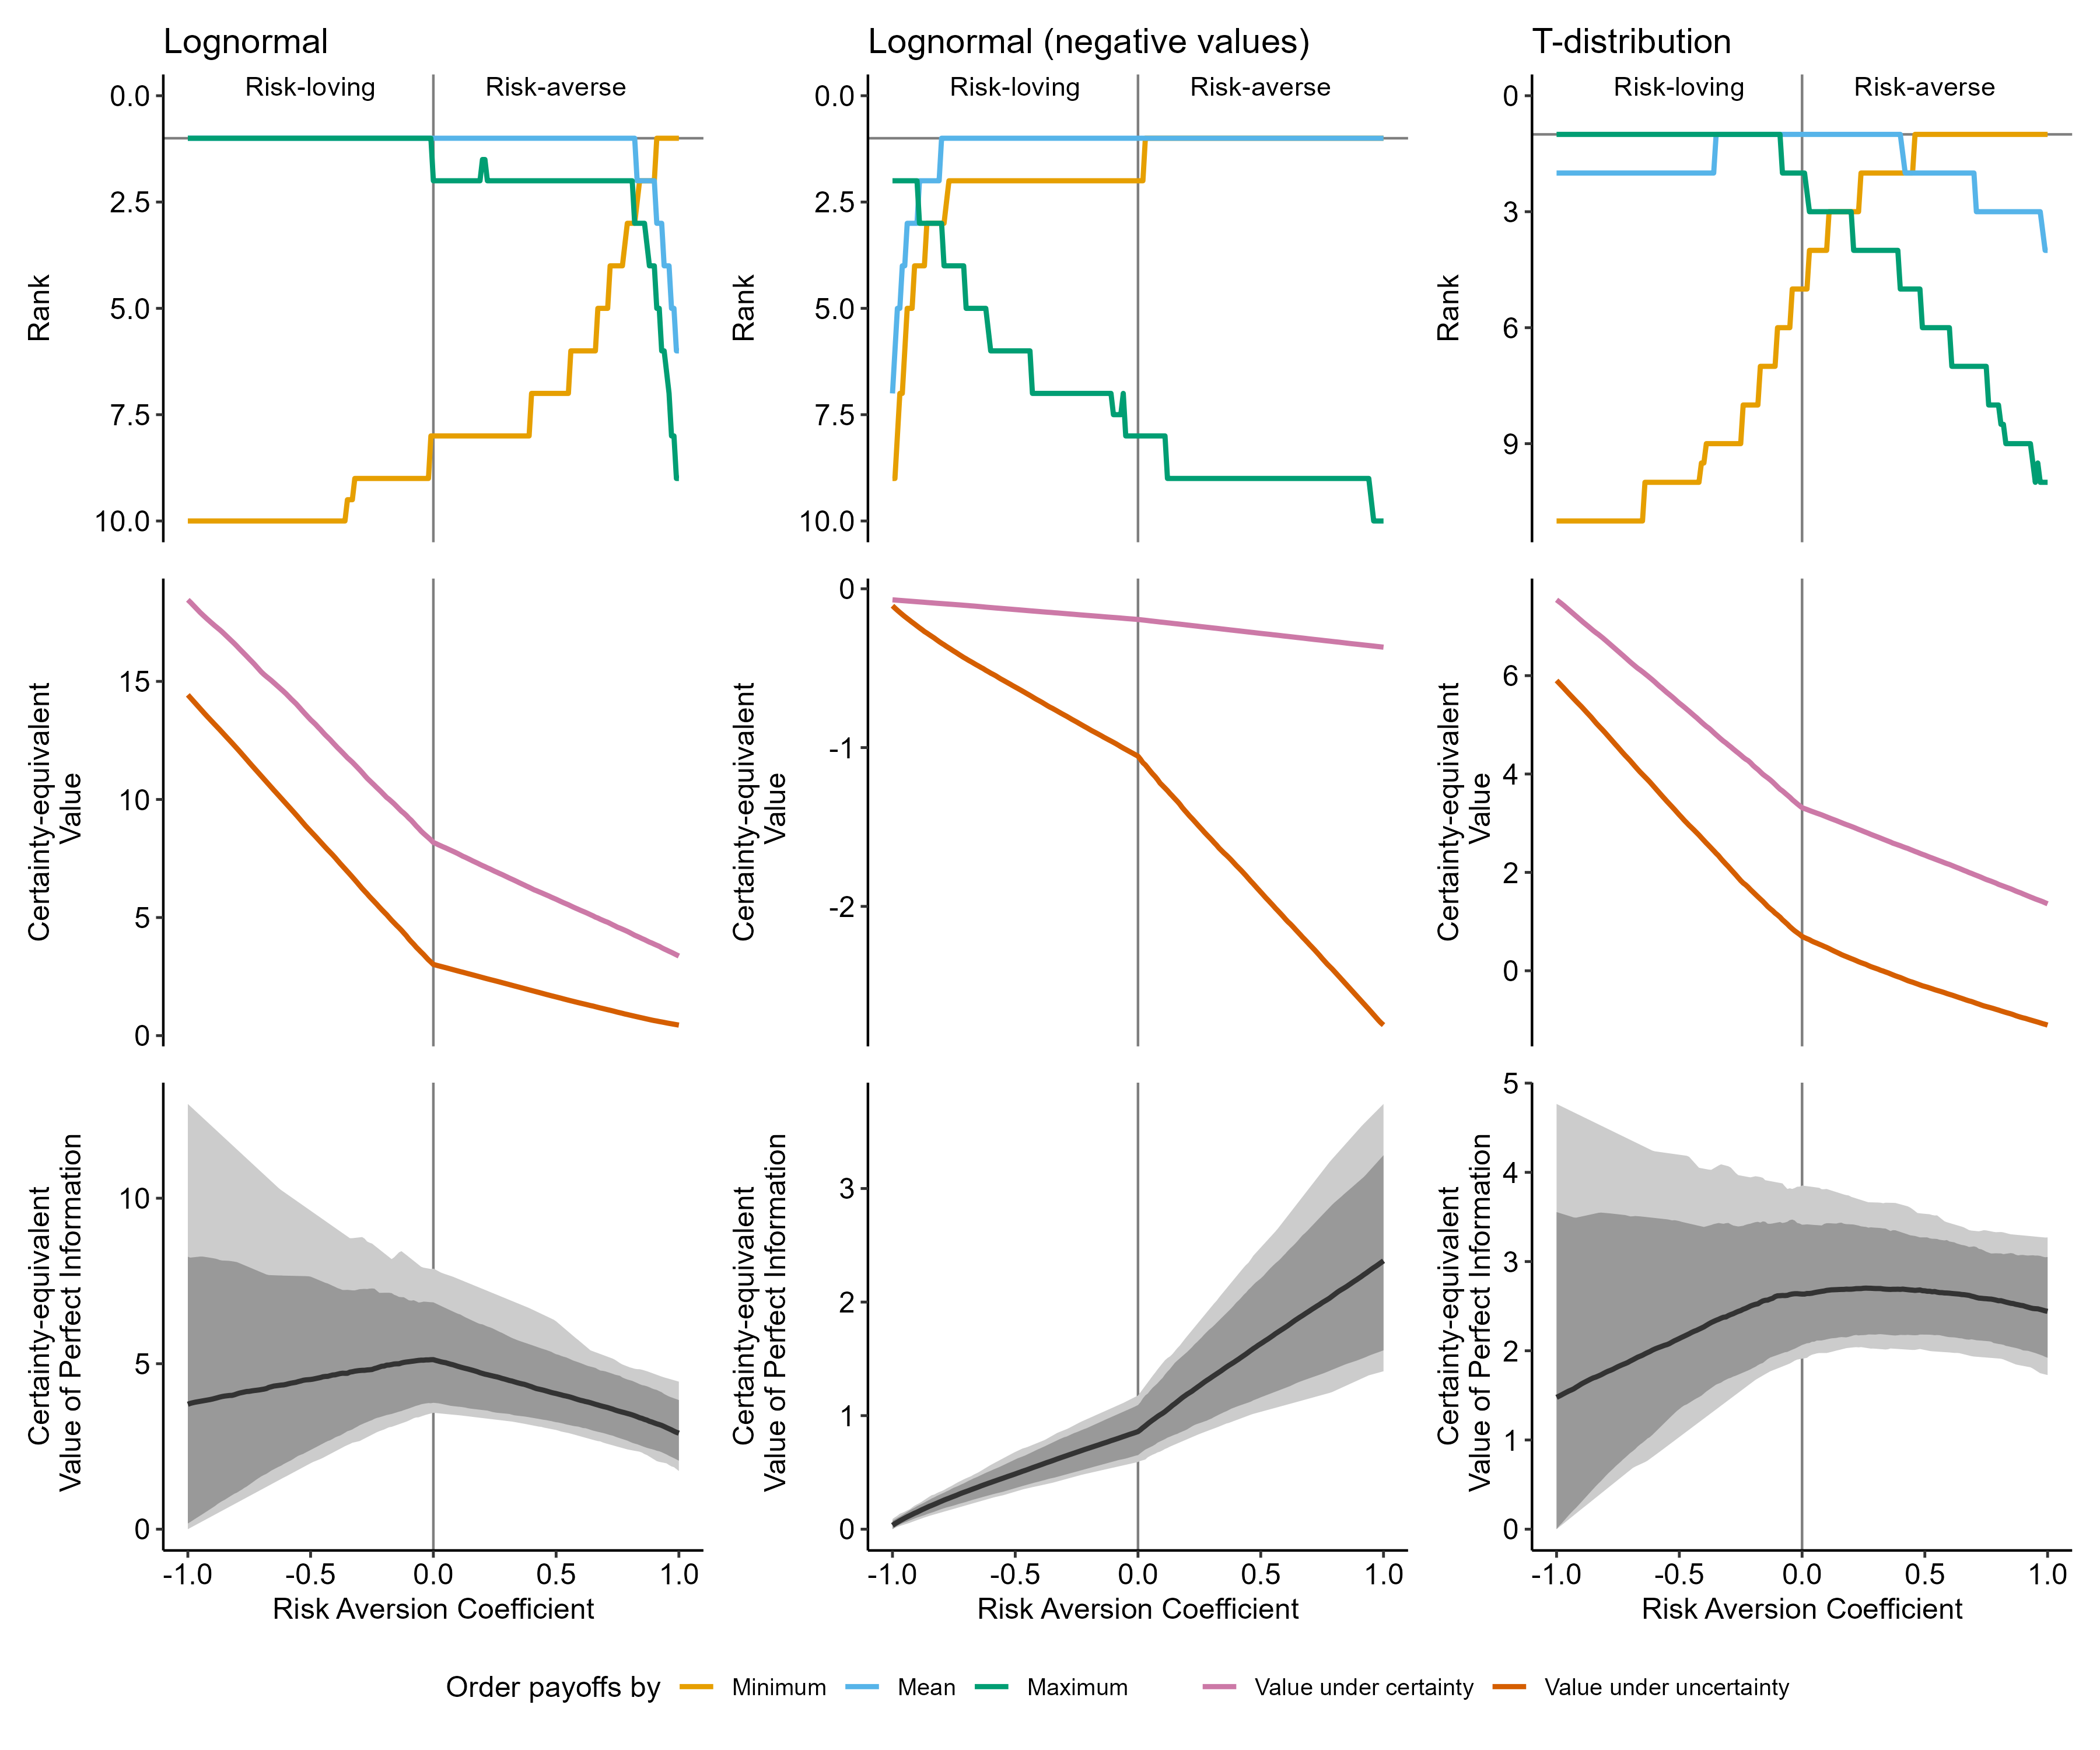 Lognormal
Lognormal (negative values)
T-distribution
Risk-loving
Risk-averse
Risk-loving
Risk-averse
Risk-loving
Risk-averse
0.0
2.5
5.0
7.5
10.0
Rank
0.0
2.5
5.0
7.5
10.0
Rank
0
3
6
9
Rank
15
10
5
0
Certainty-equivalent
Value
0
-1
-2
Certainty-equivalent
Value
6
4
2
0
Certainty-equivalent
Value
10
5
0
Certainty-equivalent
Value of Perfect Information
3
2
1
0
Certainty-equivalent
Value of Perfect Information
5
4
3
2
1
0
Certainty-equivalent
Value of Perfect Information
-1.0 -0.5 0.0 0.5 1.0
-1.0 -0.5 0.0 0.5 1.0
-1.0 -0.5 0.0 0.5 1.0
Risk Aversion Coefficient
Risk Aversion Coefficient
Risk Aversion Coefficient
Order payoffs by Minimum Mean Maximum Value under certainty Value under uncertainty